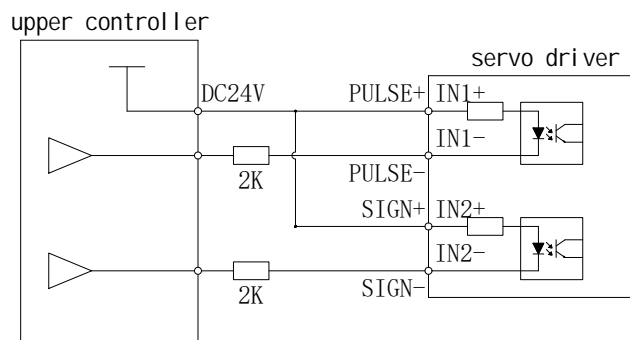 upper controller
servo driver
DC24V
PULSE+
IN1+
IN1-
2K
PULSE-
SIGN+
IN2+
IN2-
2K
SIGN-